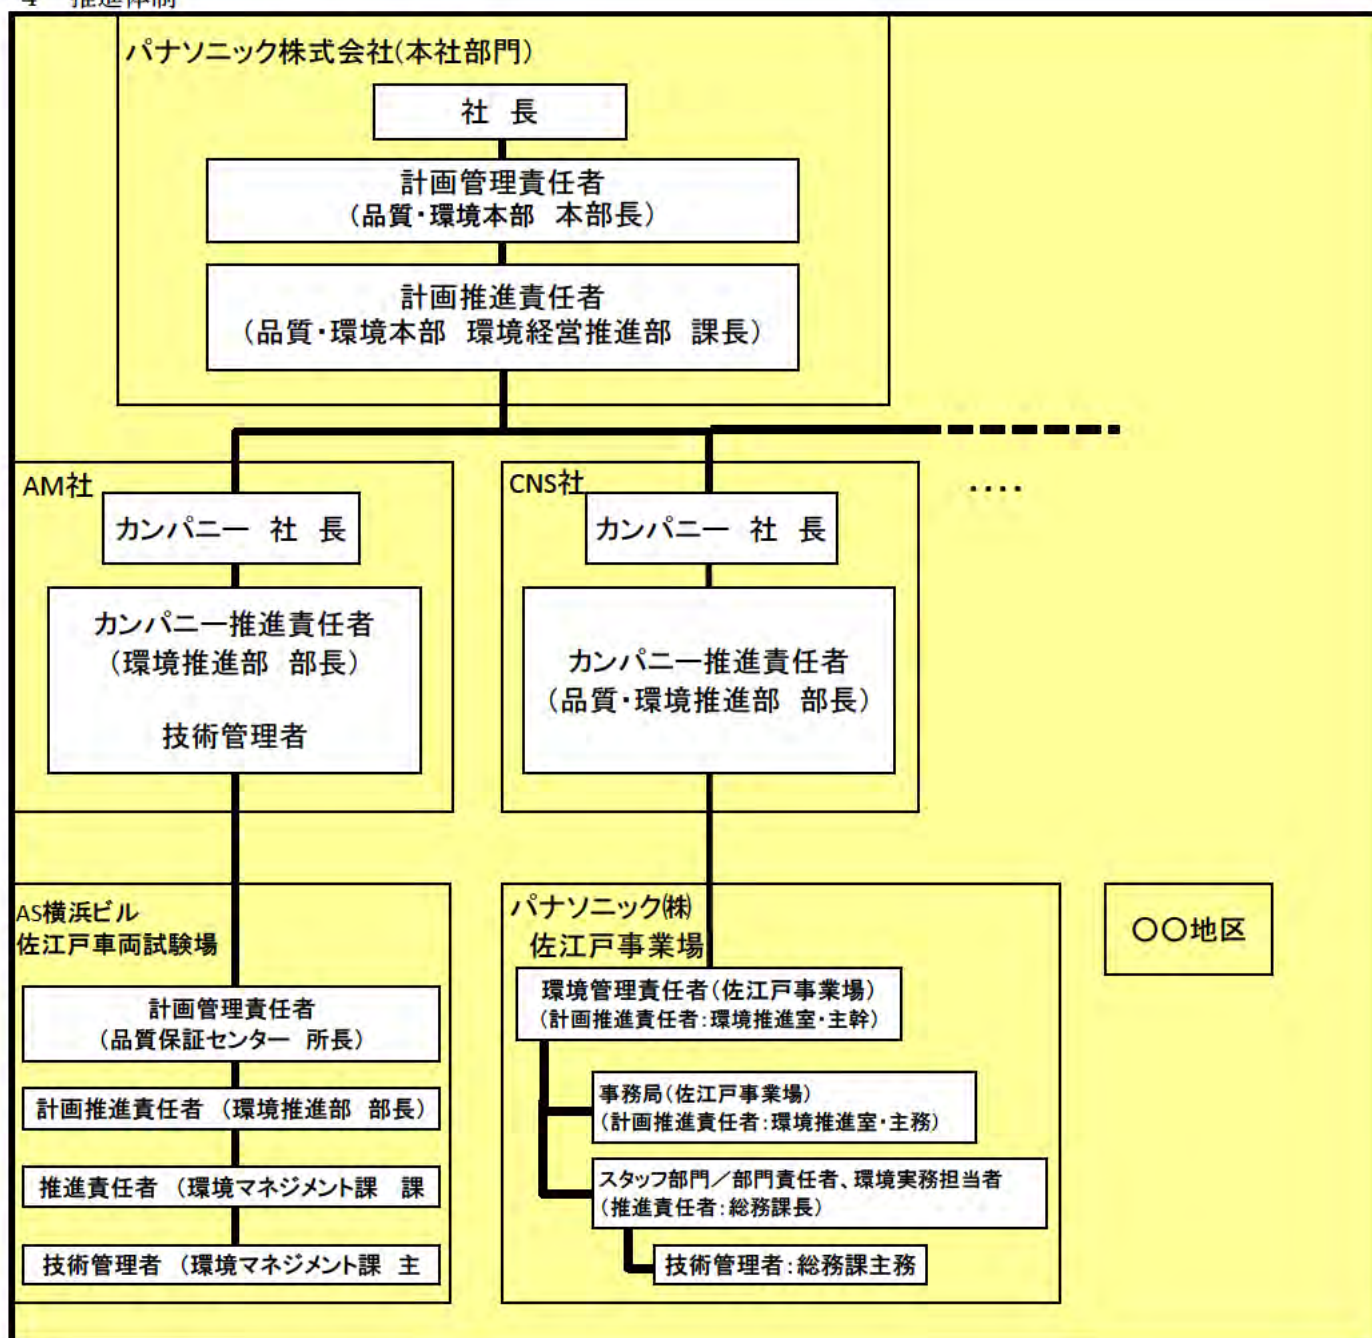 4　推進体制
パナソニック株式会社(本社部門)
社　長
計画管理責任者
(品質・環境本部　本部長)
計画推進責任者
(品質・環境本部　環境経営推進部　課長)
AM社
カンパニー　社　長
カンパニー推進責任者
(環境推進部　部長)
技術管理者
CNS社
カンパニー　社　長
カンパニー推進責任者
(品質・環境推進部　部長)
‥‥
AS横浜ビル
佐江戸車両試験場
計画管理責任者
(品質保証センター　所長)
計画推進責任者　(環境推進部　部長)
推進責任者　(環境マネジメント課　課
技術管理者　(環境マネジメント課　主
パナソニック㈱
佐江戸事業場
環境管理責任者(佐江戸事業場)
(計画推進責任者：環境推進室・主幹)
事務局(佐江戸事業場)
(計画推進責任者：環境推進室・主務)
スタッフ部門／部門責任者、環境実務担当者
(推進責任者：総務課長)
技術管理者：総務課主務
〇〇地区